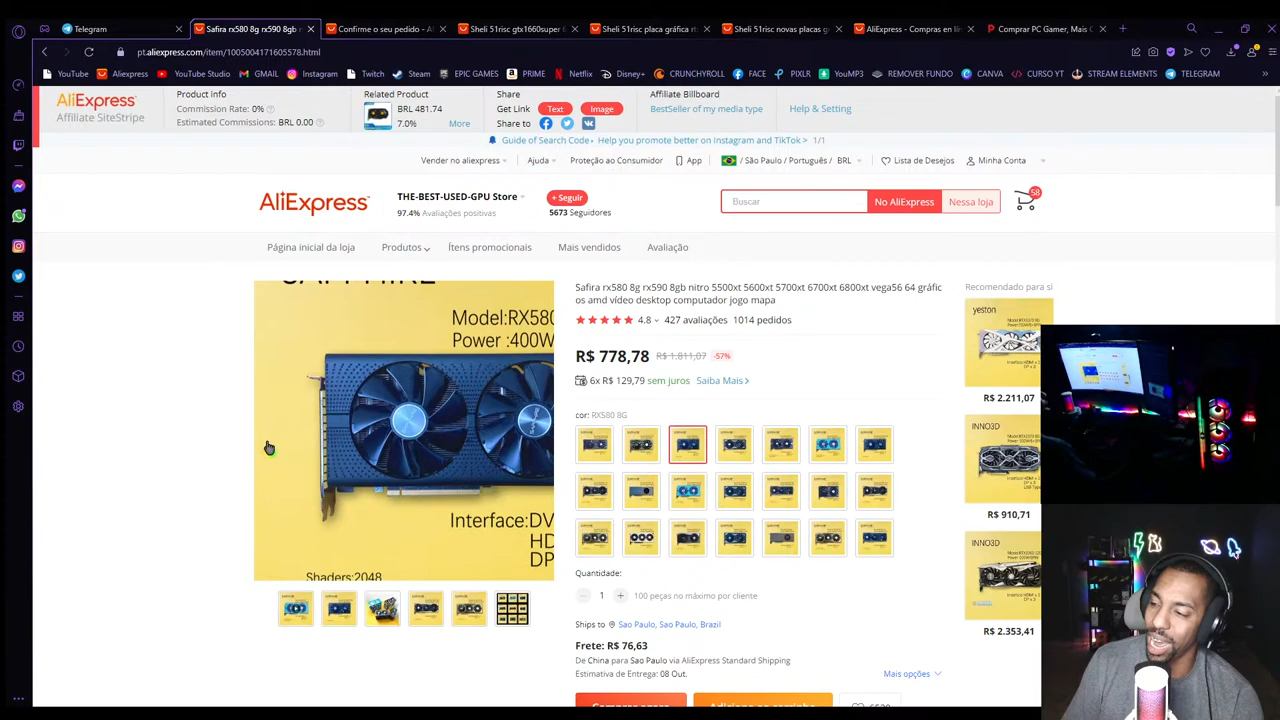 Telegram
Safira rx580 8g rx590 8gb n
Confirme o seu pedido - A
Sheli 51risc gtx1660super 6
Sheli 51risc placa gráfica rt
Sheli 51risc novas placas g
AliExpress - Compras en lí
Comprar PC Gamer, Mais G
pt.aliexpress.com/item/1005004171605578.html
YouTube
Aliexpress
YouTube Studio
GMAIL
Instagram
Twitch
Steam
EPIC GAMES
PRIME
Netflix
Disney+
CRUNCHYROLL
FACE
PIXLR
YouMP3
REMOVER FUNDO
CANVA
CURSO YT
STREAM ELEMENTS
TELEGRAM
AliExpress
Affiliate SiteStripe
Product info
Commission Rate: 0%
Estimated Commissions: BRL 0.00
Related Product
BRL 481.74
7.0%
More
Share
Get Link
Text
Image
Share to
Affiliate Billboard
BestSeller of my media type
Help & Setting
Guide of Search Code
Help you promote better on Instagram and TikTok > 1/1
Vender no aliexpress
Ajuda
Proteção ao Consumidor
App
/ São Paulo / Português / BRL
Lista de Desejos
Minha Conta
AliExpress
THE-BEST-USED-GPU Store
97.4% Avaliações positivas
+ Seguir
5673 Seguidores
Buscar
No AliExpress
Nessa loja
58
Página inicial da loja
Produtos
Ítens promocionais
Mais vendidos
Avaliação
SAPPHIRE
Model:RX580
Power :400W
Interface:DV
HD
DP
Shaders:2048
Safira rx580 8g rx590 8gb nitro 5500xt 5600xt 5700xt 6700xt 6800xt vega56 64 gráfic
os amd vídeo desktop computador jogo mapa
4.8
427 avaliações
1014 pedidos
R$ 778,78
R$ 1.811,07
-57%
6x R$ 129,79 sem juros
Saiba Mais
cor: RX580 8G
Quantidade:
1
100 peças no máximo por cliente
Ships to
Sao Paulo, Sao Paulo, Brazil
Frete: R$ 76,63
De China para Sao Paulo via AliExpress Standard Shipping
Estimativa de Entrega: 08 Out.
Mais opções
Comprar agora
Adicione ao carrinho
Recomendado para si
yeston
R$ 2.211,07
INNO3D
R$ 910,71
INNO3D
R$ 2.353,41